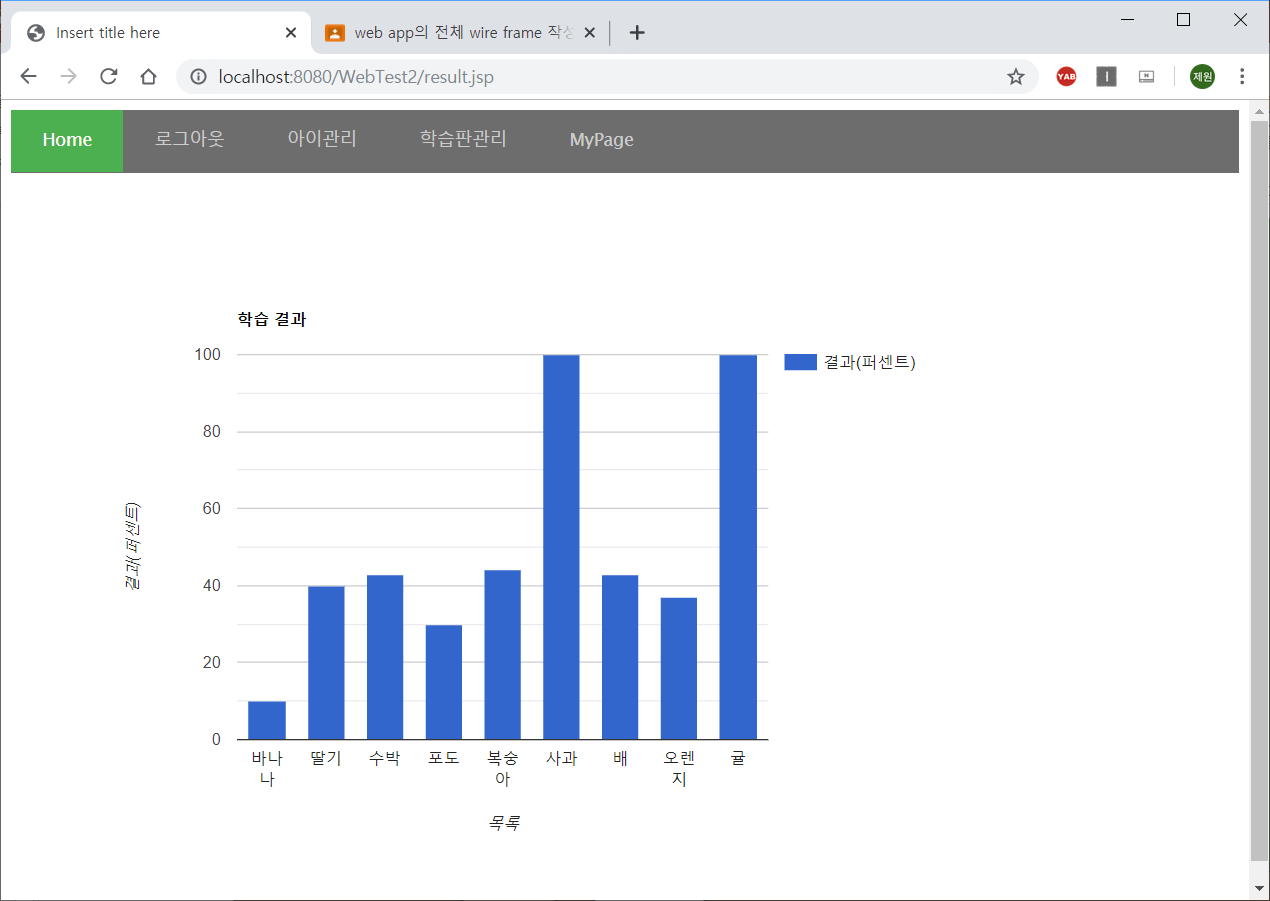 Insert title here
web app의 전체 wire frame 작성
localhost:8080/WebTest2/result.jsp
YAB
제원
Home 로그아웃 아이관리 학습판관리 MyPage
학습 결과
결과(퍼센트)
100
80
60
40
20
0
결과(퍼센트)
바나나
딸기
수박
포도
복숭아
사과
배
오렌지
귤
목록